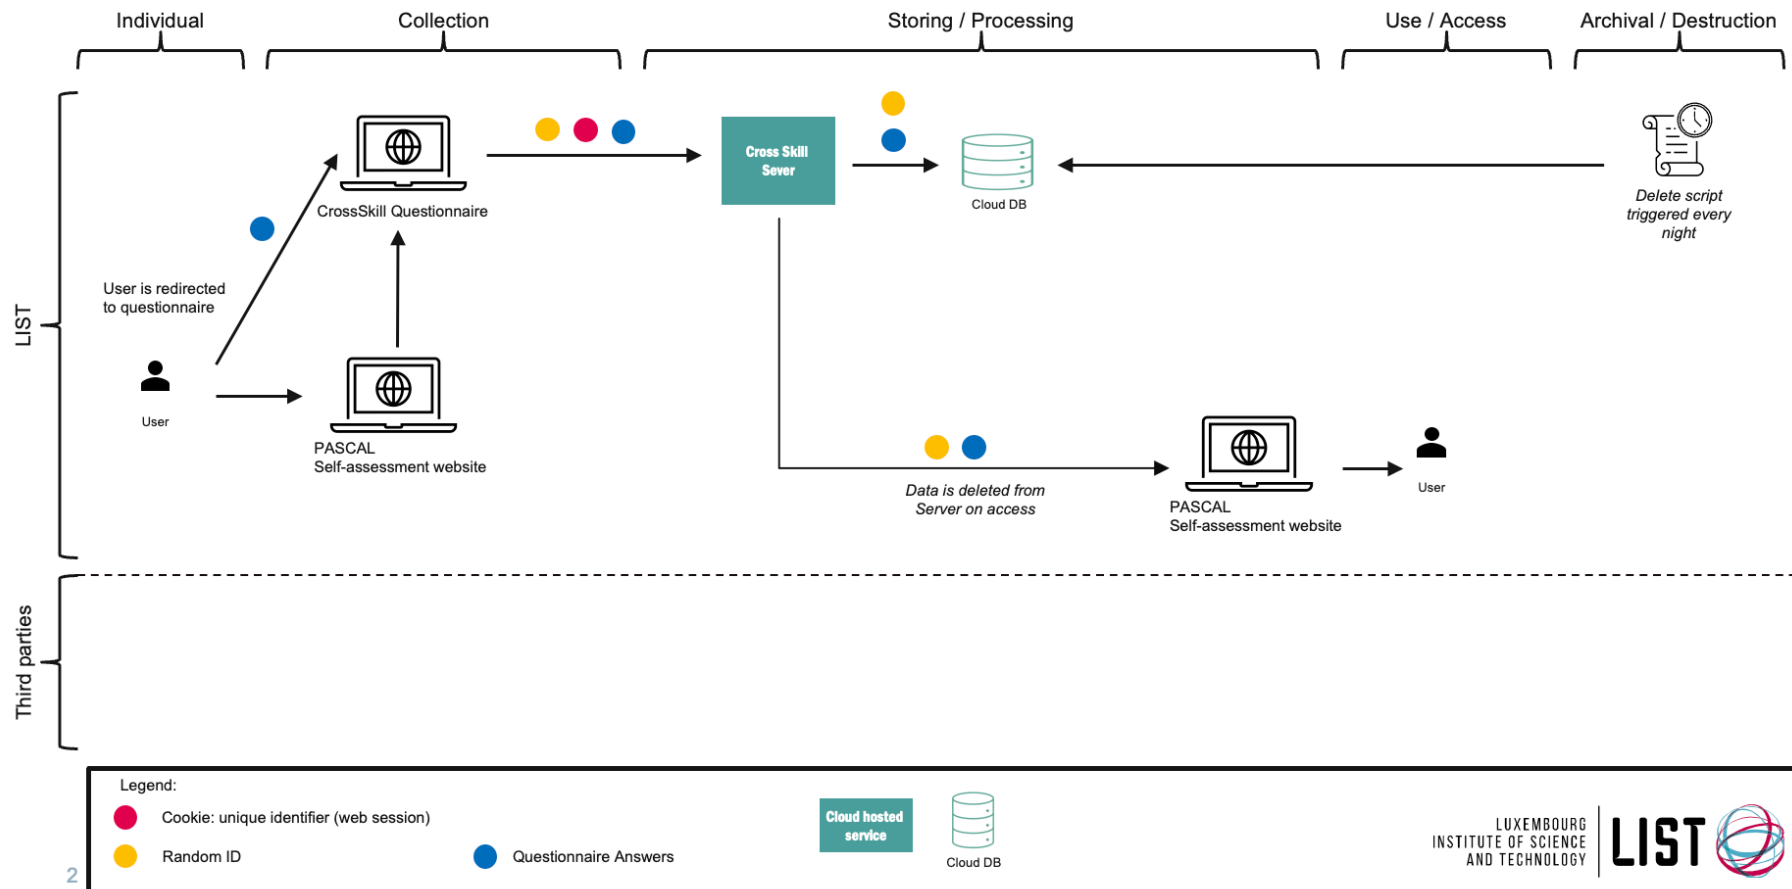 Individual
Collection
Storing / Processing
Use / Access
Archival / Destruction
LIST
CrossSkill Questionnaire
Cross Skill
Sever
Cloud DB
Delete script
triggered every
night
User is redirected
to questionnaire
User
PASCAL
Self-assessment website
Data is deleted from
Server on access
PASCAL
Self-assessment website
User
Third parties
Legend:
Cookie: unique identifier (web session)
Random ID
Questionnaire Answers
Cloud hosted
service
Cloud DB
LUXEMBOURG
INSTITUTE OF SCIENCE
AND TECHNOLOGY
LIST
2